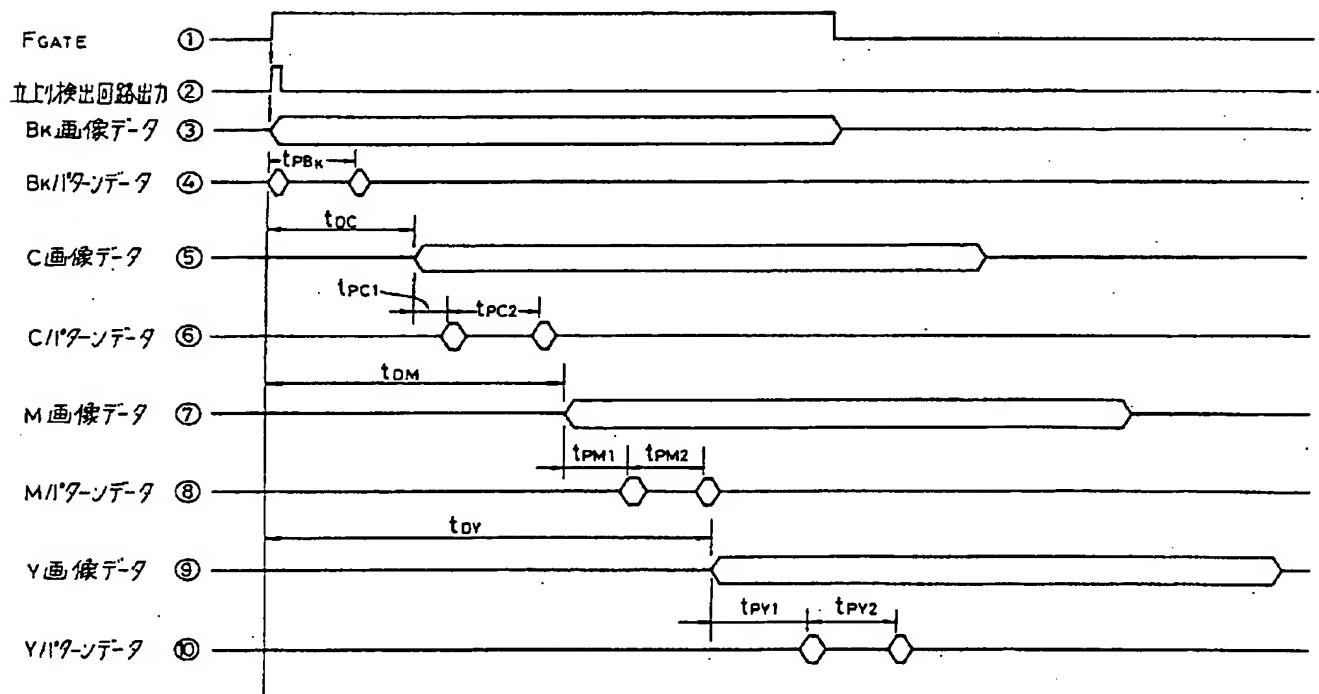 FGATE ①
立上り検出回路出力 ②
BK画像データ ③
tPBK
BKパターンデータ ④
tDC
C画像データ ⑤
tPC1 tPC2
Cパターンデータ ⑥
tDM
M画像データ ⑦
tPM1 tPM2
Mパターンデータ ⑧
tDY
Y画像データ ⑨
tPY1 tPY2
Yパターンデータ ⑩